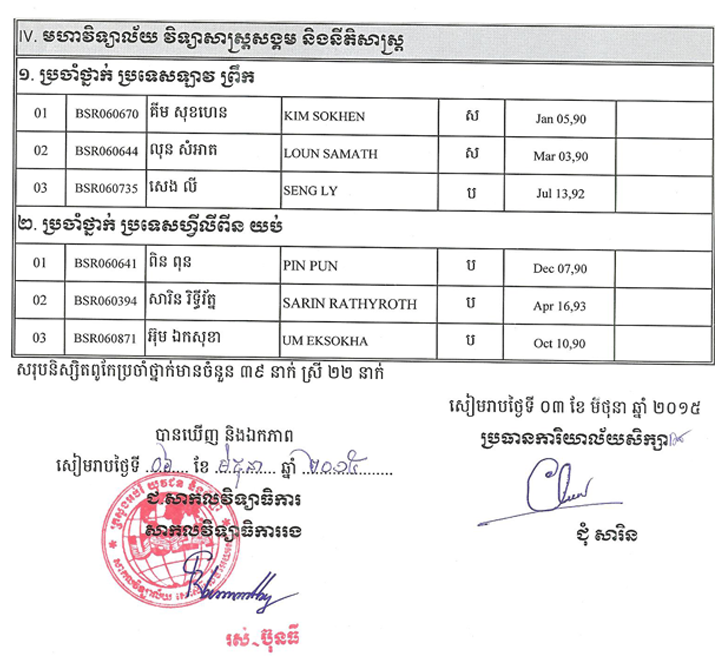 IV. មហាវិទ្យាល័យ វិទ្យាសាស្ត្រសង្គម និងនីតិសាស្ត្រ
១. ប្រចាំថ្នាក់ ប្រទេសឡាវ ព្រឹក
01 BSR060670 គីម សុខហេន KIM SOKHEN ស Jan 05,90
02 BSR060644 លុន សំអាត LOUN SAMATH ស Mar 03,90
03 BSR060735 សេង លី SENG LY ប Jul 13,92
២. ប្រចាំថ្នាក់ ប្រទេសហ្វីលីពីន យប់
01 BSR060641 ពិន ពុន PIN PUN ប Dec 07,90
02 BSR060394 សារិន រិទ្ធីរ័ត្ន SARIN RATHYROTH ប Apr 16,93
03 BSR060871 អ៊ុម ឯកសុខា UM EKSOKHA ប Oct 10,90
សរុបនិស្សិតពូកែប្រចាំថ្នាក់មានចំនួន ៣៩ នាក់ ស្រី ២២ នាក់
សៀមរាបថ្ងៃទី ០៣ ខែ មិថុនា ឆ្នាំ ២០១៥
ប្រធានការិយាល័យសិក្សា
បានឃើញ និងឯកភាព
សៀមរាបថ្ងៃទី ០៦ ខែ មិថុនា ឆ្នាំ ២០១៥
ជ.សាកលវិទ្យាធិការ
សាកលវិទ្យាធិការរង
ជុំ សារិន
រស់ ប៊ុនធី